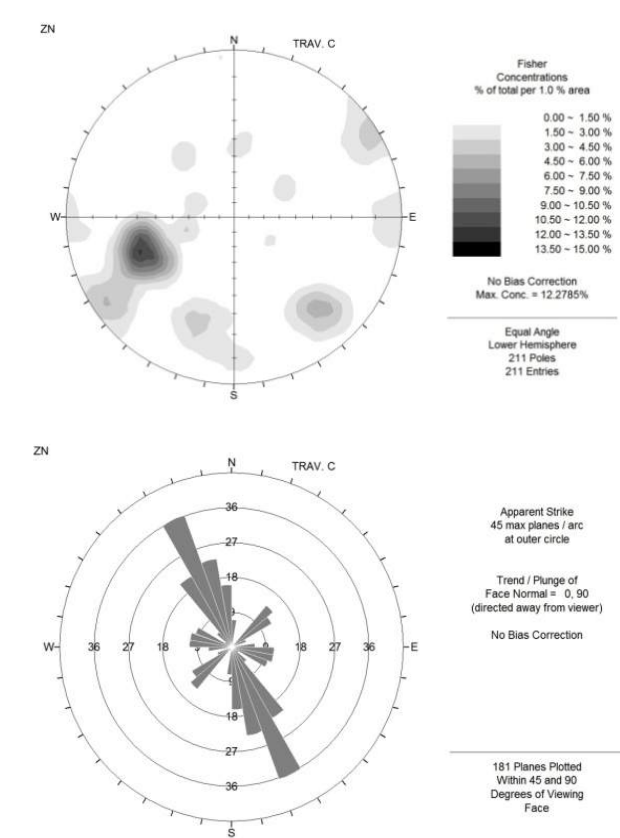 ZN
N
TRAV. C
W
E
S
Fisher
Concentrations
% of total per 1.0 % area
0.00 ~ 1.50 %
1.50 ~ 3.00 %
3.00 ~ 4.50 %
4.50 ~ 6.00 %
6.00 ~ 7.50 %
7.50 ~ 9.00 %
9.00 ~ 10.50 %
10.50 ~ 12.00 %
12.00 ~ 13.50 %
13.50 ~ 15.00 %
No Bias Correction
Max. Conc. = 12.2785%
Equal Angle
Lower Hemisphere
211 Poles
211 Entries
ZN
N
TRAV. C
36
27
18
9
W
36 27 18
18 27 36
E
9
18
27
36
S
Apparent Strike
45 max planes / arc
at outer circle
Trend / Plunge of
Face Normal = 0, 90
(directed away from viewer)
No Bias Correction
181 Planes Plotted
Within 45 and 90
Degrees of Viewing
Face